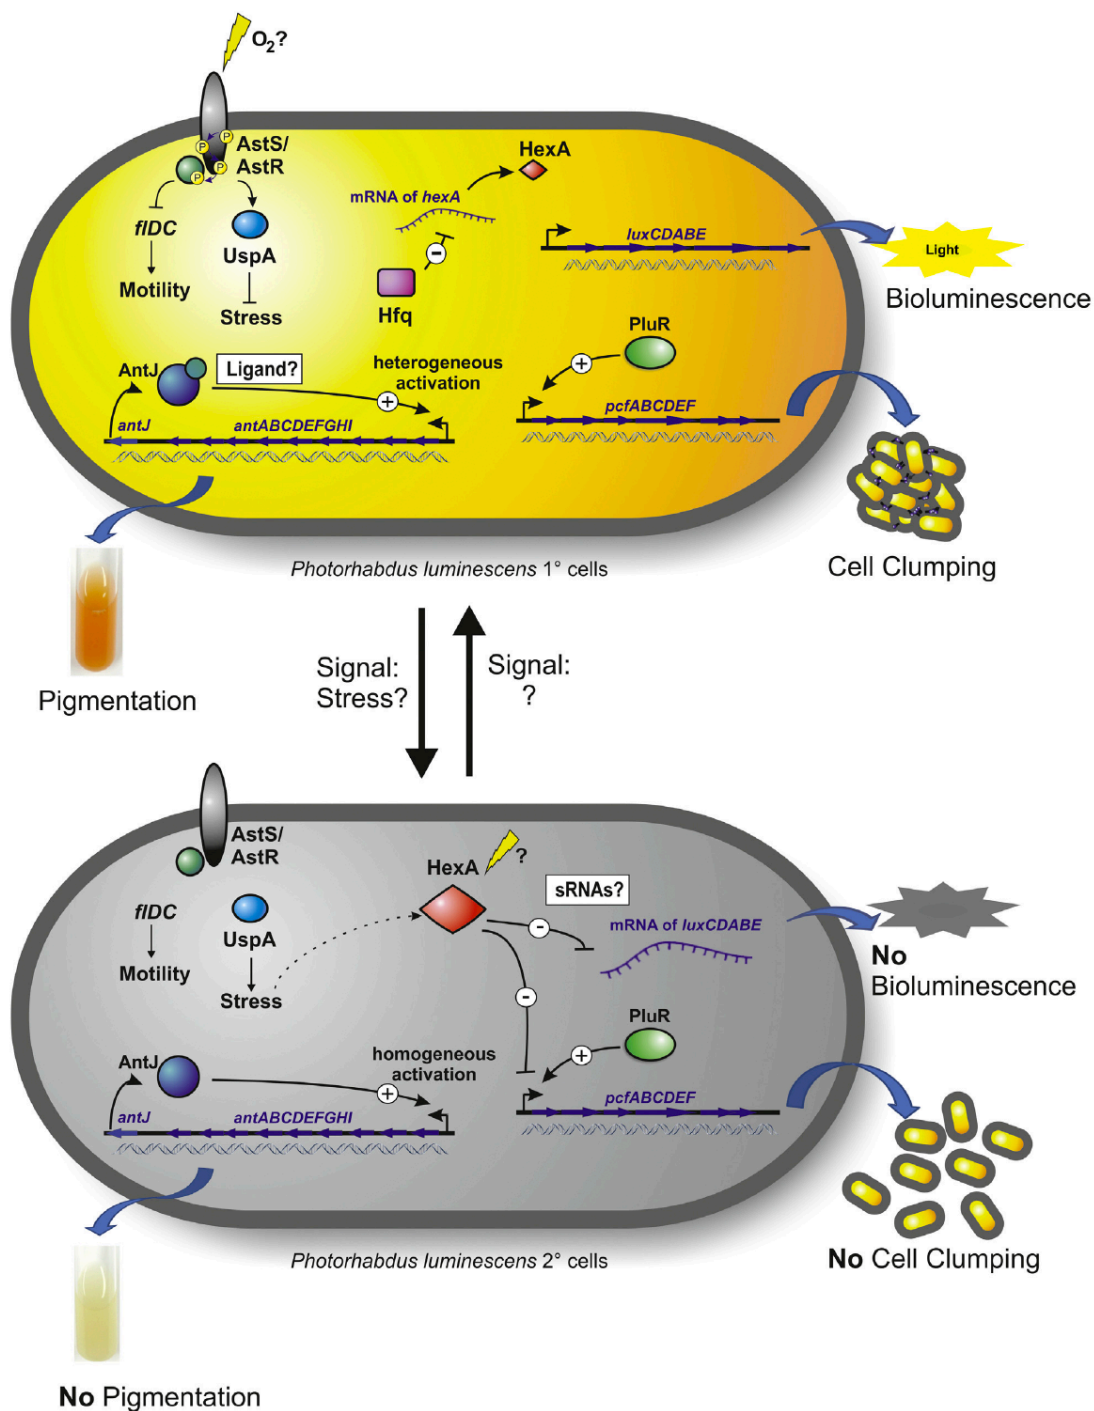 O2?
AstS/
AstR
P
P
P
P
flDC
Motility
UspA
Stress
HexA
mRNA of hexA
-
Hfq
luxCDABE
Light
Bioluminescence
PluR
+
pcfABCDEF
AntJ
Ligand?
heterogeneous
activation
+
antJ
antABCDEFGHI
Cell Clumping
Photorhabdus luminescens 1° cells
Pigmentation
Signal:
Stress?
Signal:
?
AstS/
AstR
flDC
Motility
UspA
Stress
HexA
?
sRNAs?
-
mRNA of luxCDABE
No
Bioluminescence
-
PluR
+
pcfABCDEF
AntJ
homogeneous
activation
+
antJ
antABCDEFGHI
No Cell Clumping
Photorhabdus luminescens 2° cells
No Pigmentation